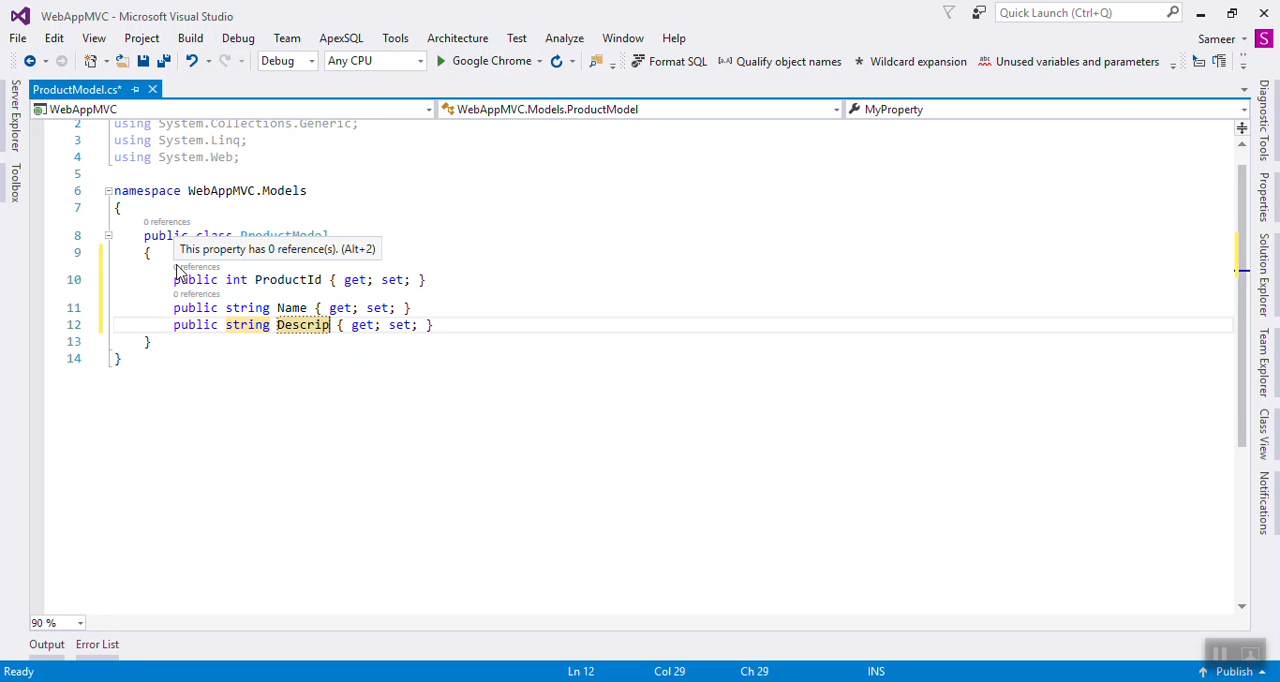 WebAppMVC - Microsoft Visual Studio
Quick Launch (Ctrl+Q)
File Edit View Project Build Debug Team ApexSQL Tools Architecture Test Analyze Window Help
Sameer S
Debug Any CPU Google Chrome Format SQL Qualify object names Wildcard expansion Unused variables and parameters
ProductModel.cs*
WebAppMVC WebAppMVC.Models.ProductModel MyProperty
2 using System.Collections.Generic;
3 using System.Linq;
4 using System.Web;
5
6 namespace WebAppMVC.Models
7 {
0 references
8 public class ProductModel
This property has 0 reference(s). (Alt+2)
9 {
0 references
10 public int ProductId { get; set; }
0 references
11 public string Name { get; set; }
12 public string Descrip { get; set; }
13 }
14 }
90 %
Output Error List
Ready Ln 12 Col 29 Ch 29 INS Publish
Server Explorer
Toolbox
Diagnostic Tools
Properties
Solution Explorer
Team Explorer
Class View
Notifications